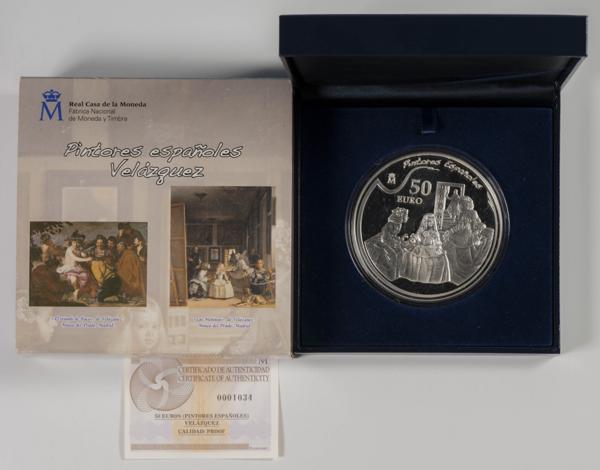 M
Real Casa de la Moneda
Fábrica Nacional
de Moneda y Timbre
Pintores españoles
Velázquez
«El triunfo de Baco», de Velázquez
Museo del Prado, Madrid
«Las Meninas», de Velázquez
Museo del Prado, Madrid
M
CERTIFICADO DE AUTENTICIDAD
CERTIFICATE OF AUTHENTICITY
0001034
50 EUROS (PINTORES ESPAÑOLES)
VELÁZQUEZ
CALIDAD: PROOF
Pintores Españoles
M
50
EURO